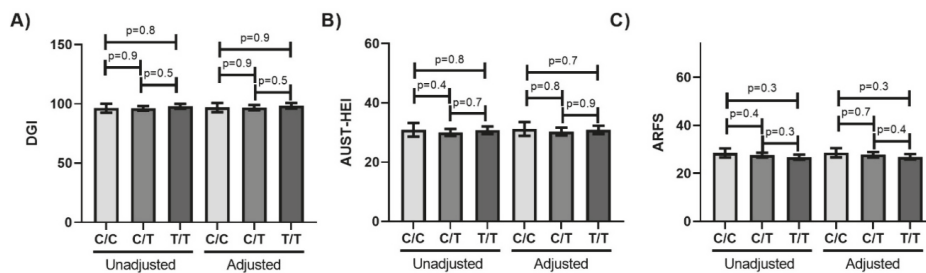 A)
DGI
150
100
50
0
p=0.8
p=0.9
p=0.5
p=0.9
p=0.9
p=0.5
C/C C/T T/T C/C C/T T/T
Unadjusted Adjusted
B)
AUST-HEI
60
40
20
0
p=0.8
p=0.4
p=0.7
p=0.7
p=0.8
p=0.9
C/C C/T T/T C/C C/T T/T
Unadjusted Adjusted
C)
ARFS
60
40
20
0
p=0.3
p=0.4
p=0.3
p=0.3
p=0.7
p=0.4
C/C C/T T/T C/C C/T T/T
Unadjusted Adjusted